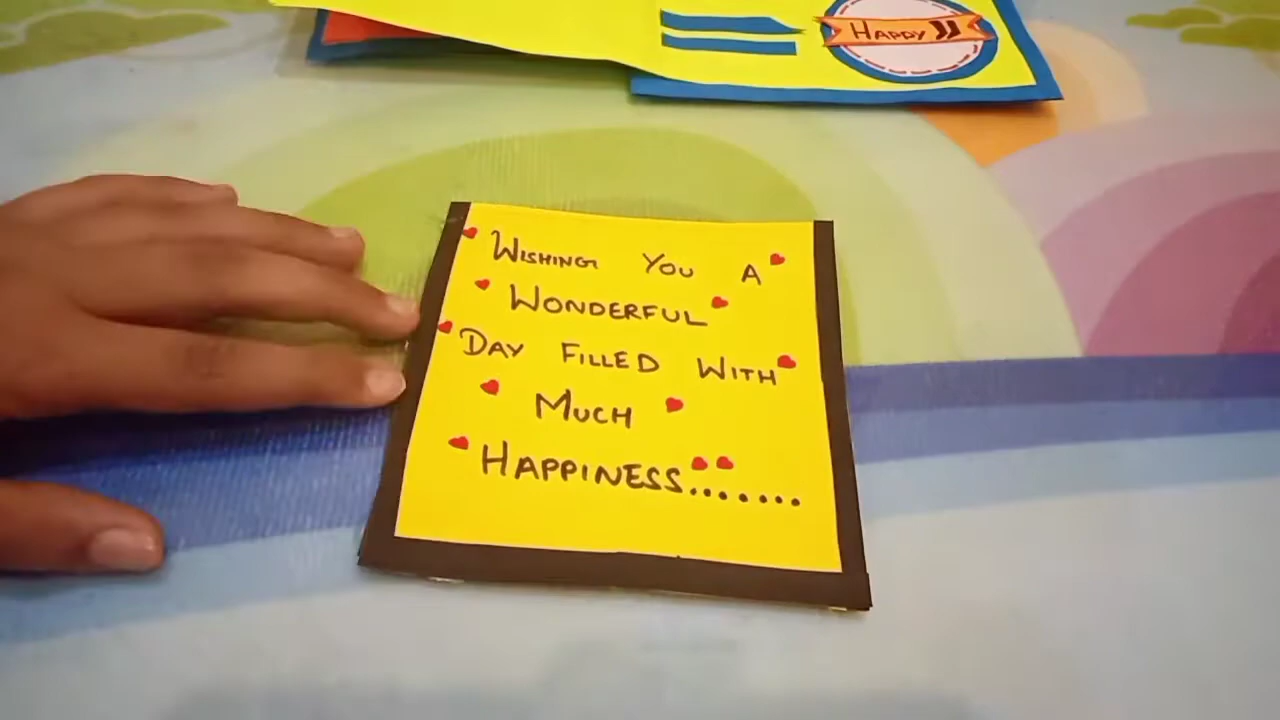 HAPPY
WISHING YOU A
WONDERFUL
DAY FILLED WITH
MUCH
HAPPINESS.......